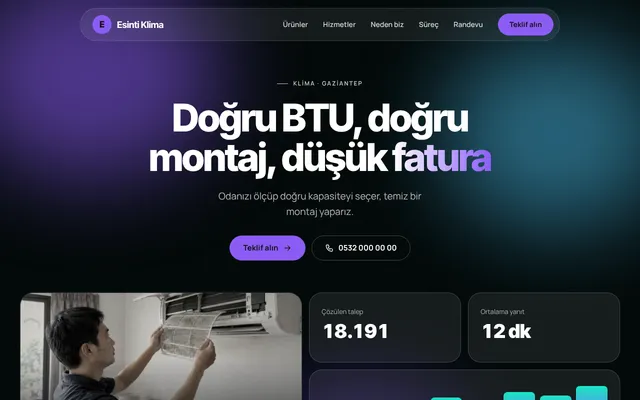 E Esinti Klima
Ürünler Hizmetler Neden biz Süreç Randevu Teklif alın
KLİMA · GAZİANTEP
Doğru BTU, doğru
montaj, düşük fatura
Odanızı ölçüp doğru kapasiteyi seçer, temiz bir
montaj yaparız.
Teklif alın → 0532 000 00 00
Çözülen talep
18.191
Ortalama yanıt
12 dk